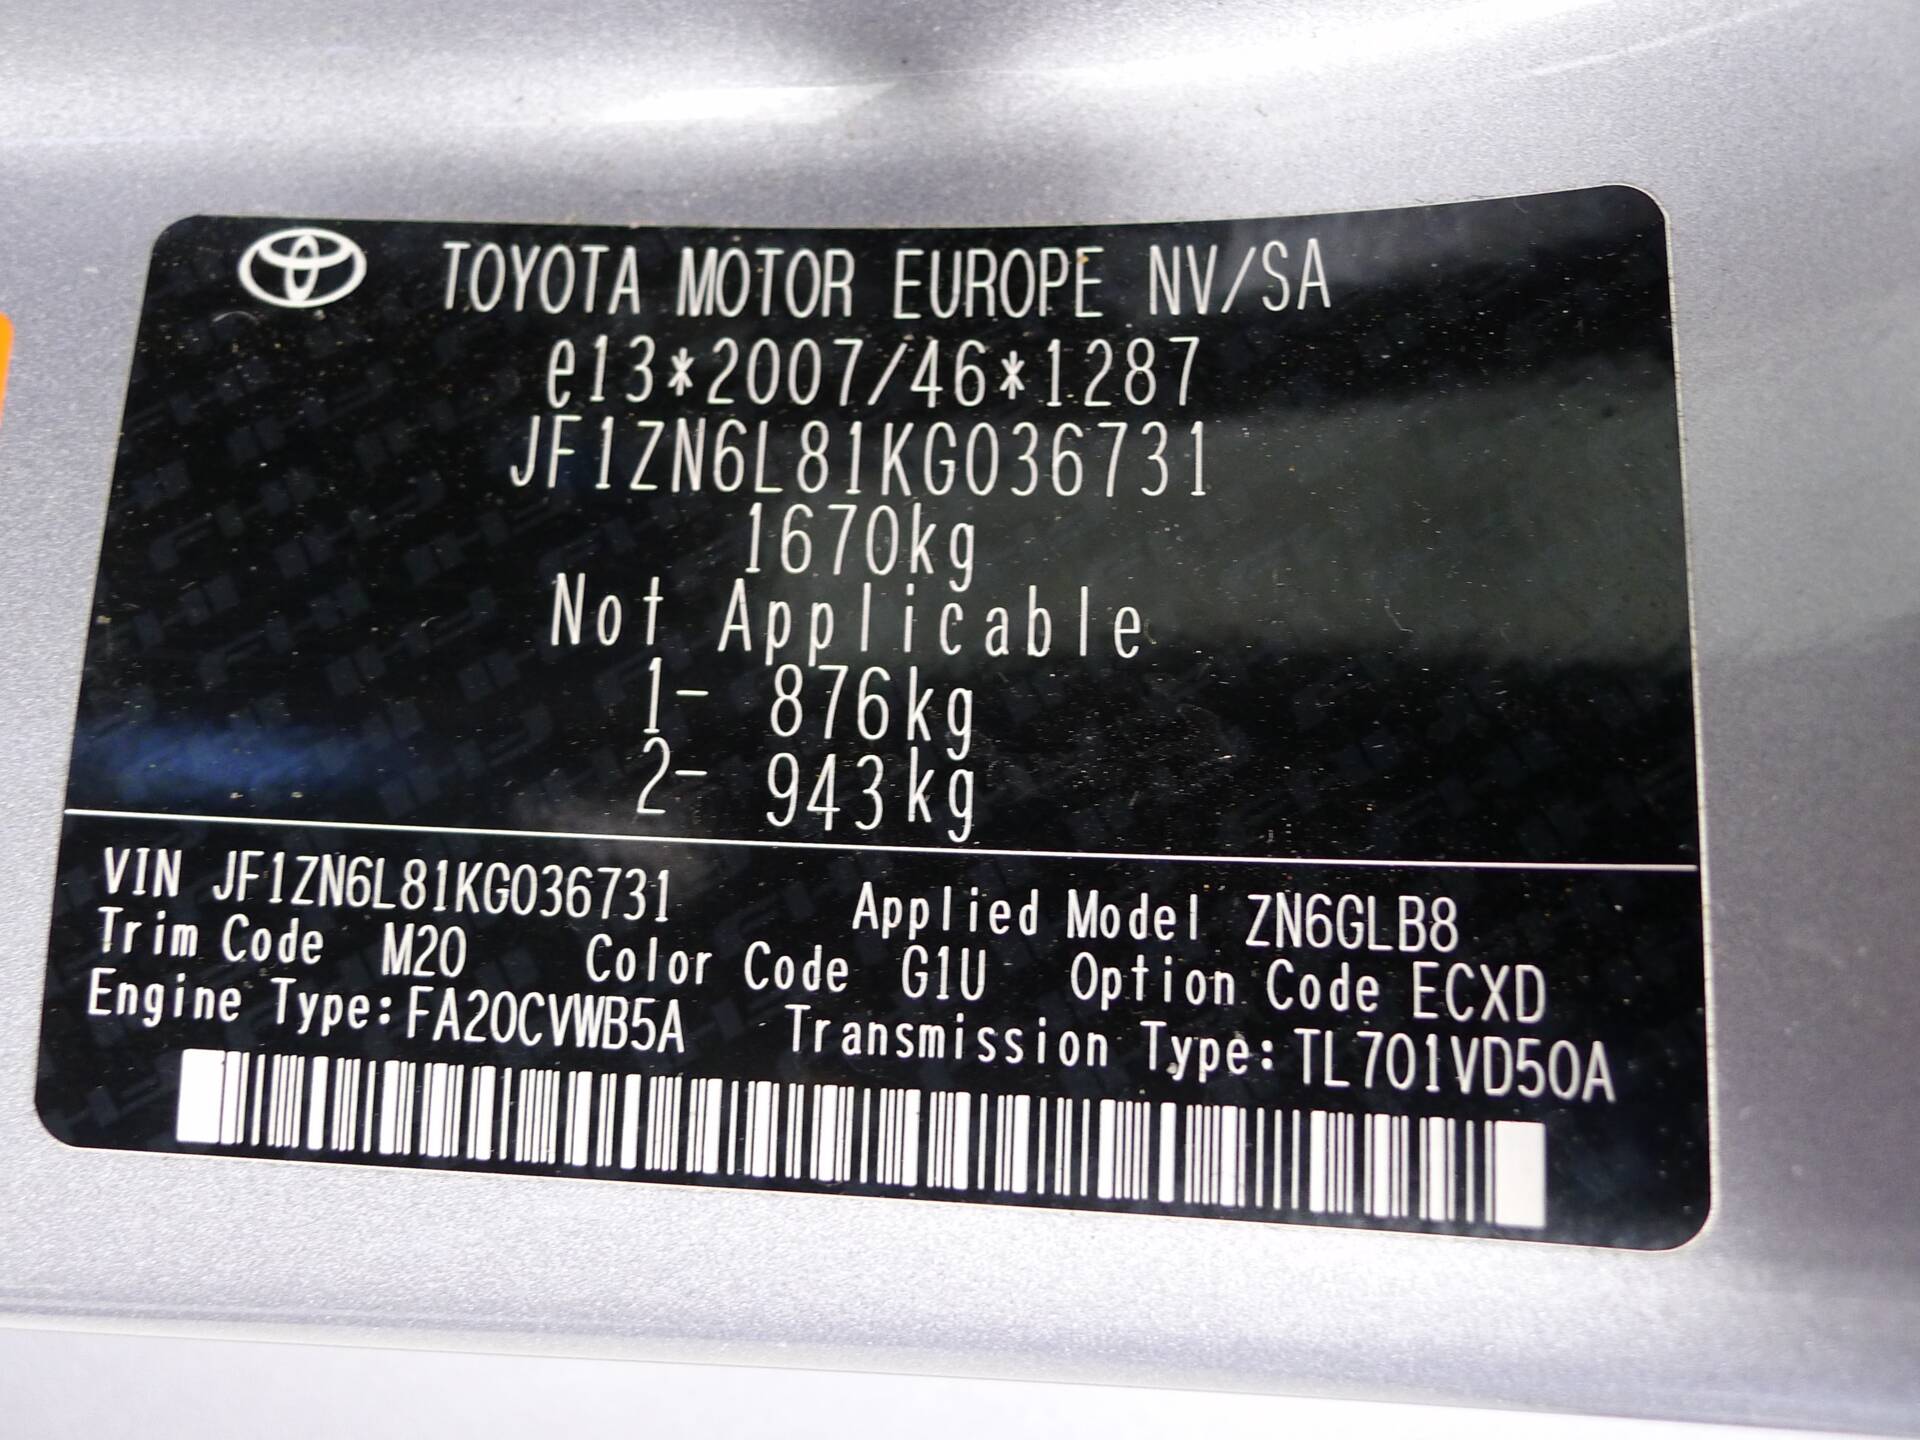 TOYOTA MOTOR EUROPE NV/SA
e13*2007/46*1287
JF1ZN6L81KG036731
1670kg
Not Applicable
1- 876kg
2- 943kg
VIN JF1ZN6L81KG036731 Applied Model ZN6GLB8
Trim Code M20 Color Code G1U Option Code ECXD
Engine Type:FA20CVWB5A Transmission Type:TL701VD50A